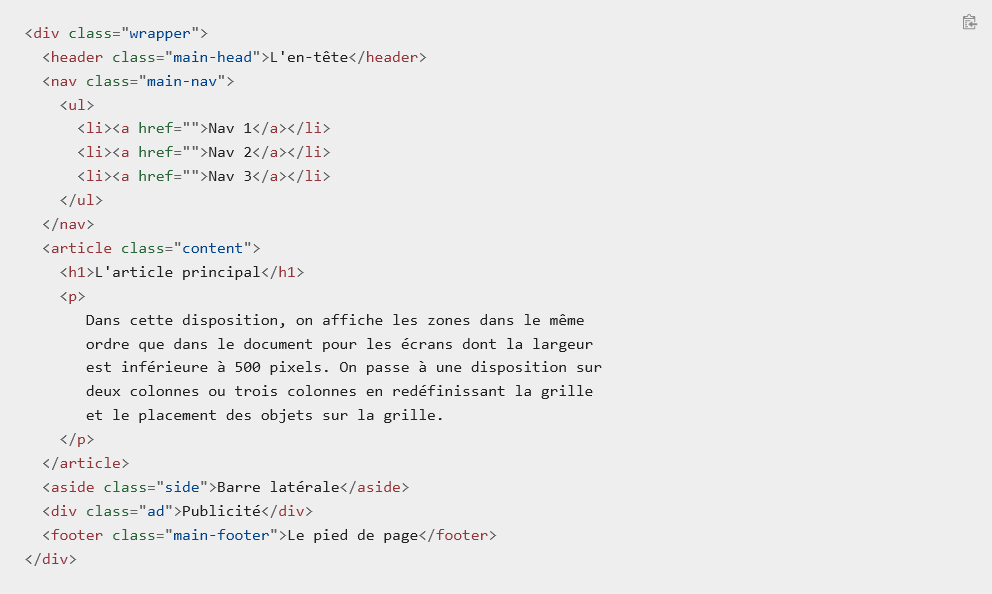 <div class="wrapper">
  <header class="main-head">L'en-tête</header>
  <nav class="main-nav">
    <ul>
      <li><a href="">Nav 1</a></li>
      <li><a href="">Nav 2</a></li>
      <li><a href="">Nav 3</a></li>
    </ul>
  </nav>
  <article class="content">
    <h1>L'article principal</h1>
    <p>
       Dans cette disposition, on affiche les zones dans le même
       ordre que dans le document pour les écrans dont la largeur
       est inférieure à 500 pixels. On passe à une disposition sur
       deux colonnes ou trois colonnes en redéfinissant la grille
       et le placement des objets sur la grille.
    </p>
  </article>
  <aside class="side">Barre latérale</aside>
  <div class="ad">Publicité</div>
  <footer class="main-footer">Le pied de page</footer>
</div>